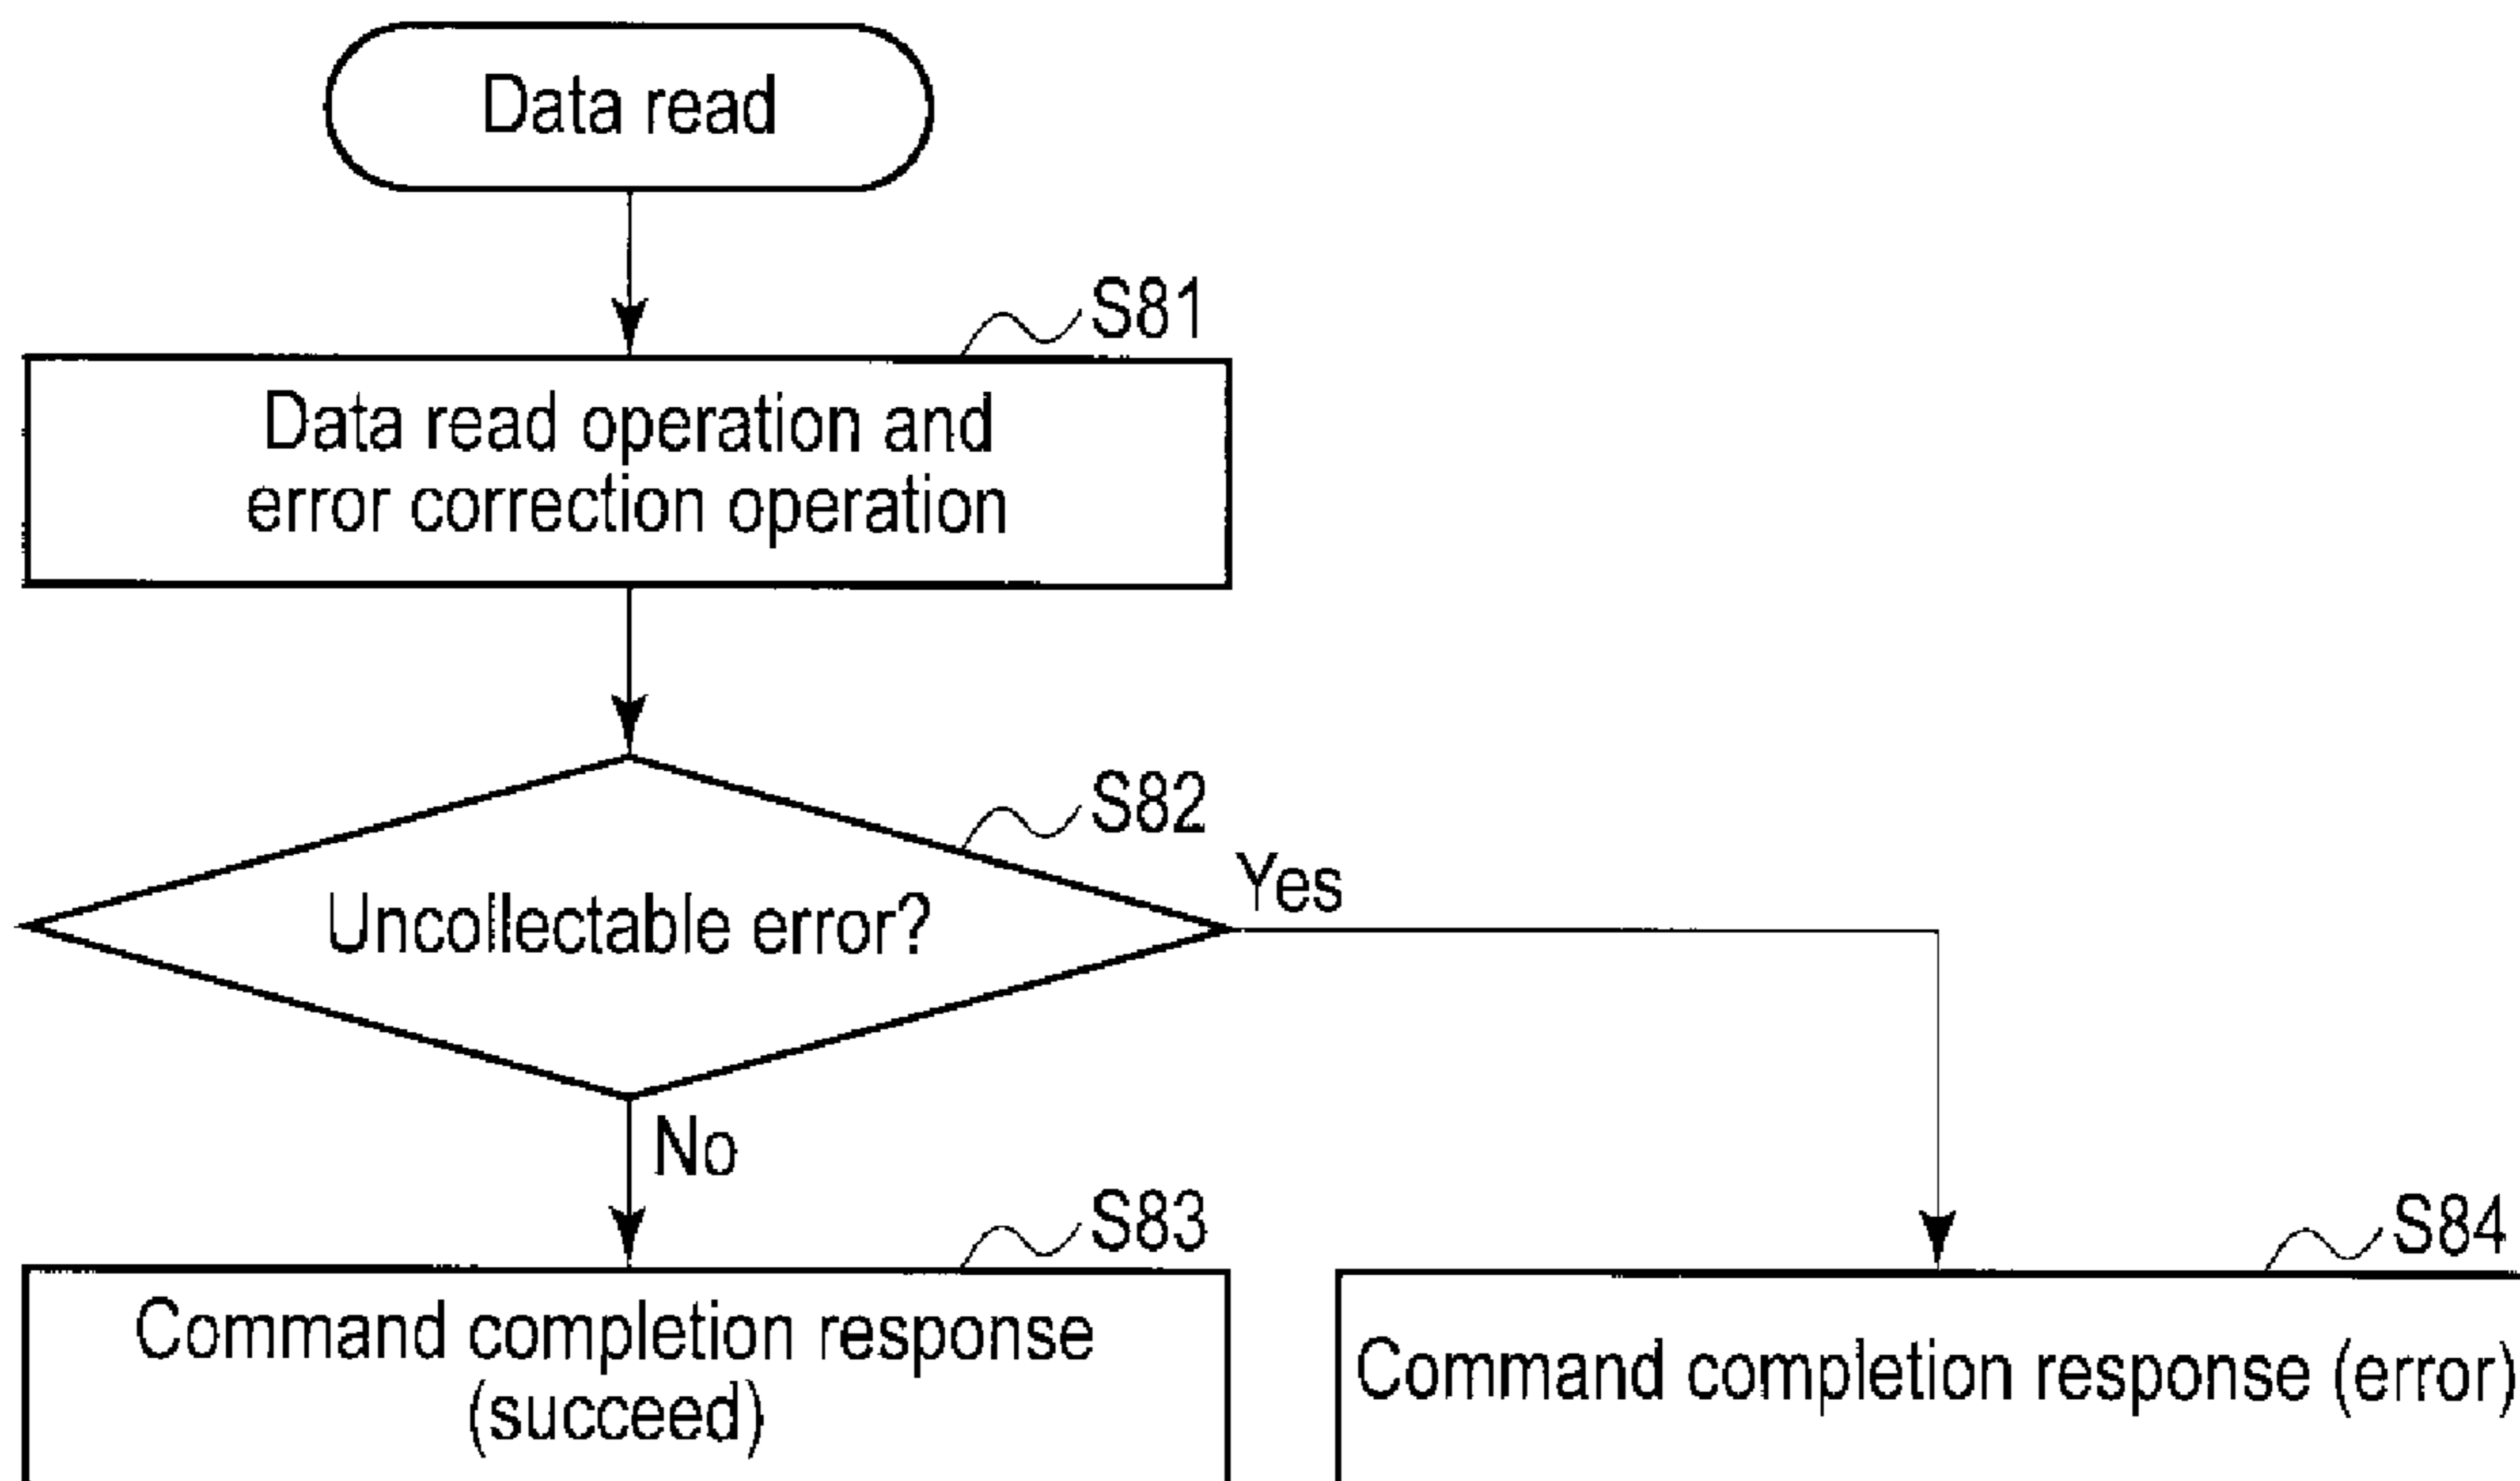 Data read
S81
Data read operation and
error correction operation
S82
Uncollectable error?
Yes
No
S83
Command completion response
(succeed)
S84
Command completion response (error)